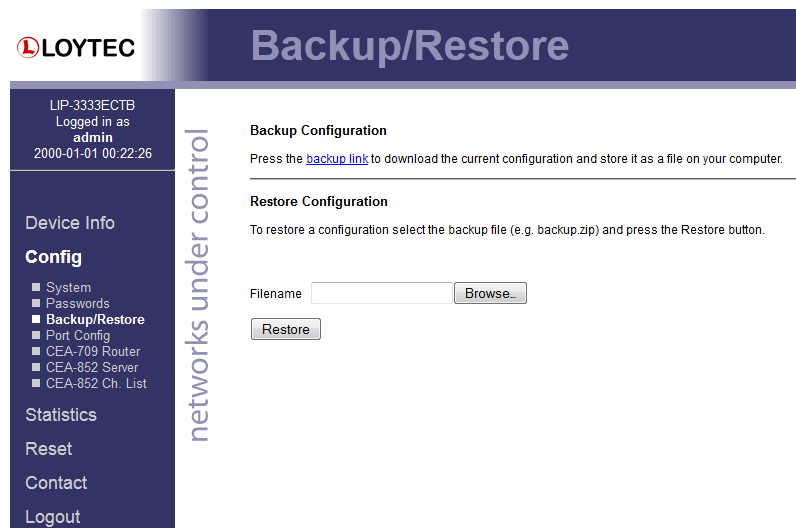 LOYTEC
Backup/Restore
LIP-3333ECTB
Logged in as
admin
2000-01-01 00:22:26
Device Info
Config
System
Passwords
Backup/Restore
Port Config
CEA-709 Router
CEA-852 Server
CEA-852 Ch. List
Statistics
Reset
Contact
Logout
networks under control
Backup Configuration
Press the backup link to download the current configuration and store it as a file on your computer.
Restore Configuration
To restore a configuration select the backup file (e.g. backup.zip) and press the Restore button.
Filename Browse...
Restore